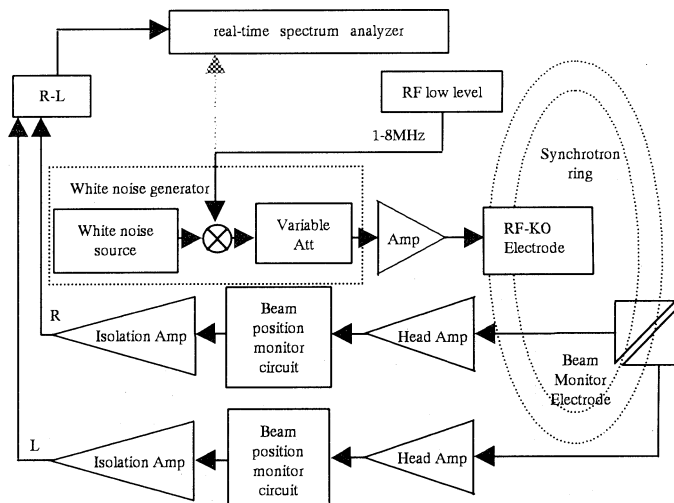 real-time spectrum analyzer
R-L
RF low level
1-8MHz
Synchrotron
ring
White noise generator
White noise
source
Variable
Att
Amp
RF-KO
Electrode
R
Isolation Amp
Beam
position
monitor
circuit
Head Amp
Beam
Monitor
Electrode
L
Isolation Amp
Beam
position
monitor
circuit
Head Amp